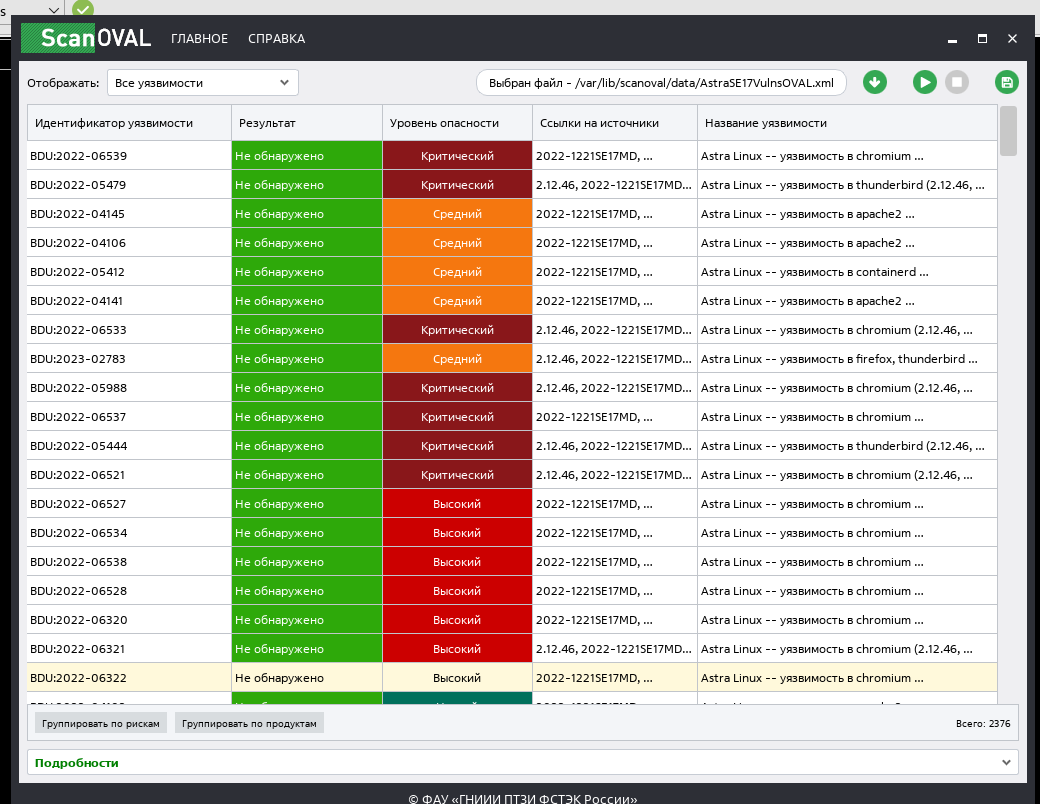 s
ScanOVAL ГЛАВНОЕ СПРАВКА
Отображать: Все уязвимости Выбран файл - /var/lib/scanoval/data/AstraSE17VulnsOVAL.xml
Идентификатор уязвимости Результат Уровень опасности Ссылки на источники Название уязвимости
BDU:2022-06539 Не обнаружено Критический 2022-1221SE17MD, ... Astra Linux -- уязвимость в chromium ...
BDU:2022-05479 Не обнаружено Критический 2.12.46, 2022-1221SE17MD... Astra Linux -- уязвимость в thunderbird (2.12.46, ...
BDU:2022-04145 Не обнаружено Средний 2022-1221SE17MD, ... Astra Linux -- уязвимость в apache2 ...
BDU:2022-04106 Не обнаружено Средний 2022-1221SE17MD, ... Astra Linux -- уязвимость в apache2 ...
BDU:2022-05412 Не обнаружено Средний 2022-1221SE17MD, ... Astra Linux -- уязвимость в containerd ...
BDU:2022-04141 Не обнаружено Средний 2022-1221SE17MD, ... Astra Linux -- уязвимость в apache2 ...
BDU:2022-06533 Не обнаружено Критический 2.12.46, 2022-1221SE17MD... Astra Linux -- уязвимость в chromium (2.12.46, ...
BDU:2023-02783 Не обнаружено Средний 2.12.46, 2022-1221SE17MD... Astra Linux -- уязвимость в firefox, thunderbird ...
BDU:2022-05988 Не обнаружено Критический 2.12.46, 2022-1221SE17MD... Astra Linux -- уязвимость в chromium (2.12.46, ...
BDU:2022-06537 Не обнаружено Критический 2022-1221SE17MD, ... Astra Linux -- уязвимость в chromium ...
BDU:2022-05444 Не обнаружено Критический 2.12.46, 2022-1221SE17MD... Astra Linux -- уязвимость в thunderbird (2.12.46, ...
BDU:2022-06521 Не обнаружено Критический 2.12.46, 2022-1221SE17MD... Astra Linux -- уязвимость в chromium (2.12.46, ...
BDU:2022-06527 Не обнаружено Высокий 2022-1221SE17MD, ... Astra Linux -- уязвимость в chromium ...
BDU:2022-06534 Не обнаружено Высокий 2022-1221SE17MD, ... Astra Linux -- уязвимость в chromium ...
BDU:2022-06538 Не обнаружено Высокий 2022-1221SE17MD, ... Astra Linux -- уязвимость в chromium ...
BDU:2022-06528 Не обнаружено Высокий 2022-1221SE17MD, ... Astra Linux -- уязвимость в chromium ...
BDU:2022-06320 Не обнаружено Высокий 2022-1221SE17MD, ... Astra Linux -- уязвимость в chromium ...
BDU:2022-06321 Не обнаружено Высокий 2.12.46, 2022-1221SE17MD... Astra Linux -- уязвимость в chromium (2.12.46, ...
BDU:2022-06322 Не обнаружено Высокий 2022-1221SE17MD, ... Astra Linux -- уязвимость в chromium ...
Группировать по рискам Группировать по продуктам Всего: 2376
Подробности
© ФАУ «ГНИИИ ПТЗИ ФСТЭК России»